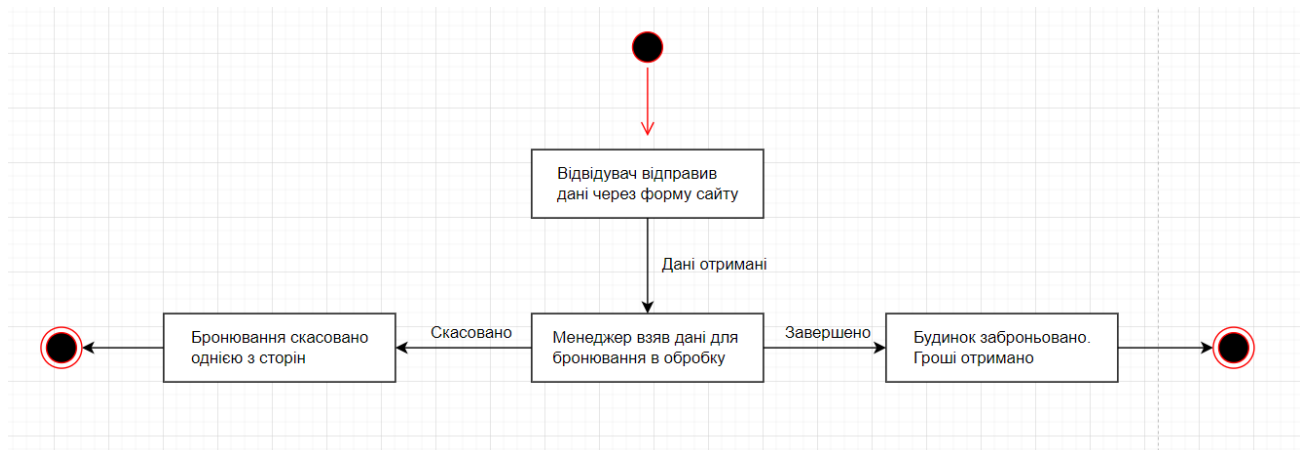 Відвідувач відправив
дані через форму сайту
Дані отримані
Бронювання скасовано
однією з сторін
Скасовано
Менеджер взяв дані для
бронювання в обробку
Завершено
Будинок заброньовано.
Гроші отримано